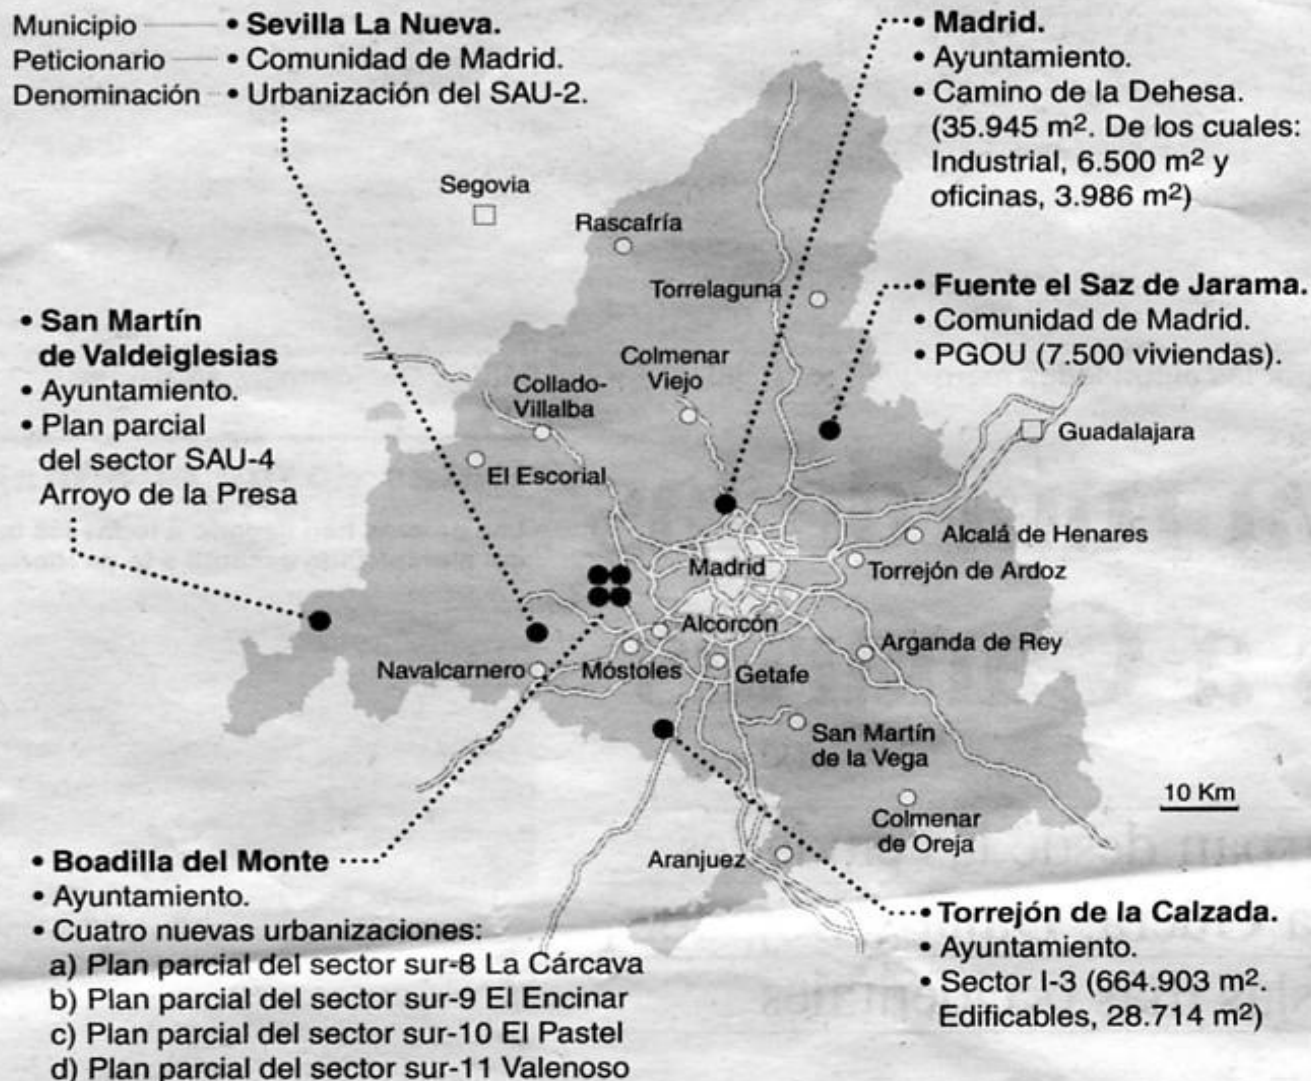 Municipio • Sevilla La Nueva.
Peticionario • Comunidad de Madrid.
Denominación • Urbanización del SAU-2.
• Madrid.
• Ayuntamiento.
• Camino de la Dehesa.
(35.945 m². De los cuales:
Industrial, 6.500 m² y
oficinas, 3.986 m²)
• Fuente el Saz de Jarama.
• Comunidad de Madrid.
• PGOU (7.500 viviendas).
• San Martín
de Valdeiglesias
• Ayuntamiento.
• Plan parcial
del sector SAU-4
Arroyo de la Presa
Segovia
Rascafría
Torrelaguna
Colmenar
Viejo
Collado-
Villalba
El Escorial
Guadalajara
Alcalá de Henares
Torrejón de Ardoz
Madrid
Alcorcón
Arganda de Rey
Navalcarnero
Móstoles
Getafe
San Martín
de la Vega
10 Km
Colmenar
de Oreja
Aranjuez
• Boadilla del Monte
• Ayuntamiento.
• Cuatro nuevas urbanizaciones:
a) Plan parcial del sector sur-8 La Cárcava
b) Plan parcial del sector sur-9 El Encinar
c) Plan parcial del sector sur-10 El Pastel
d) Plan parcial del sector sur-11 Valenoso
• Torrejón de la Calzada.
• Ayuntamiento.
• Sector I-3 (664.903 m².
Edificables, 28.714 m²)